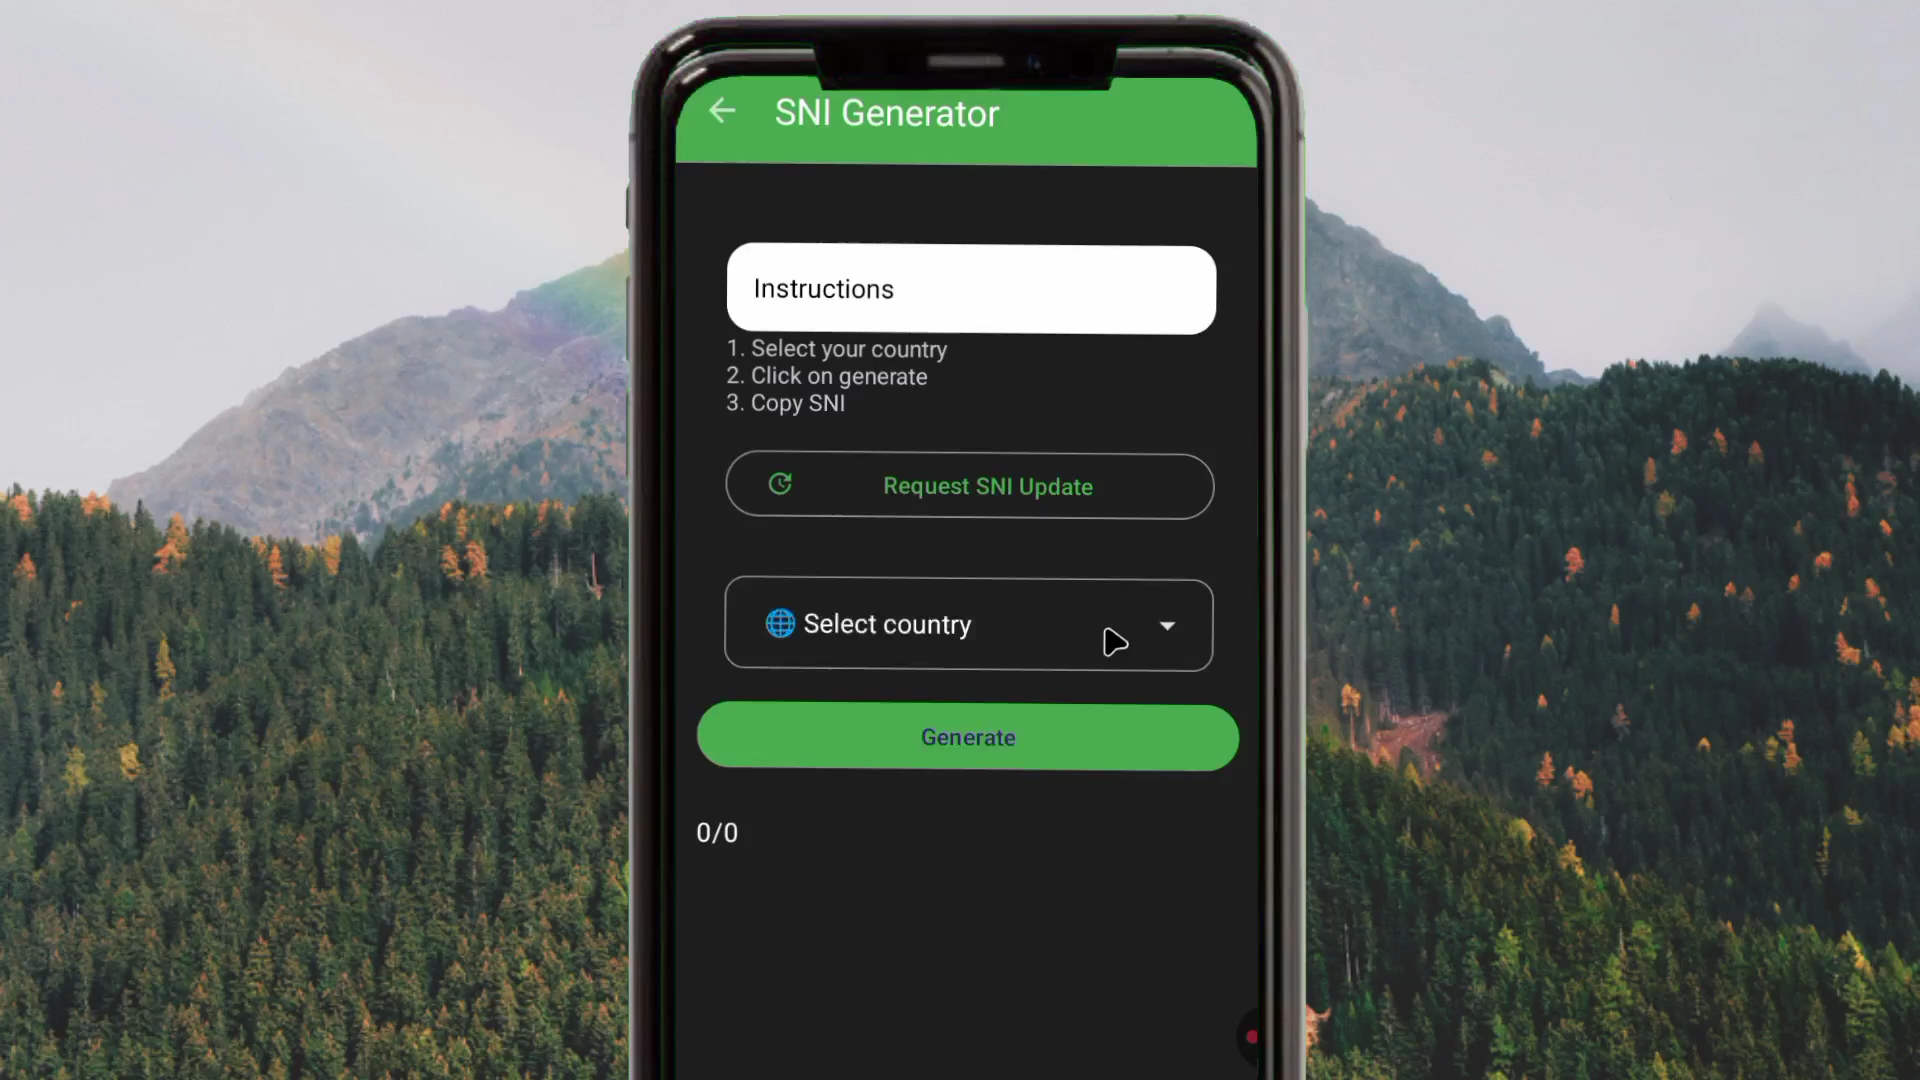 SNI Generator
Instructions
1. Select your country
2. Click on generate
3. Copy SNI
Request SNI Update
Select country
Generate
0/0